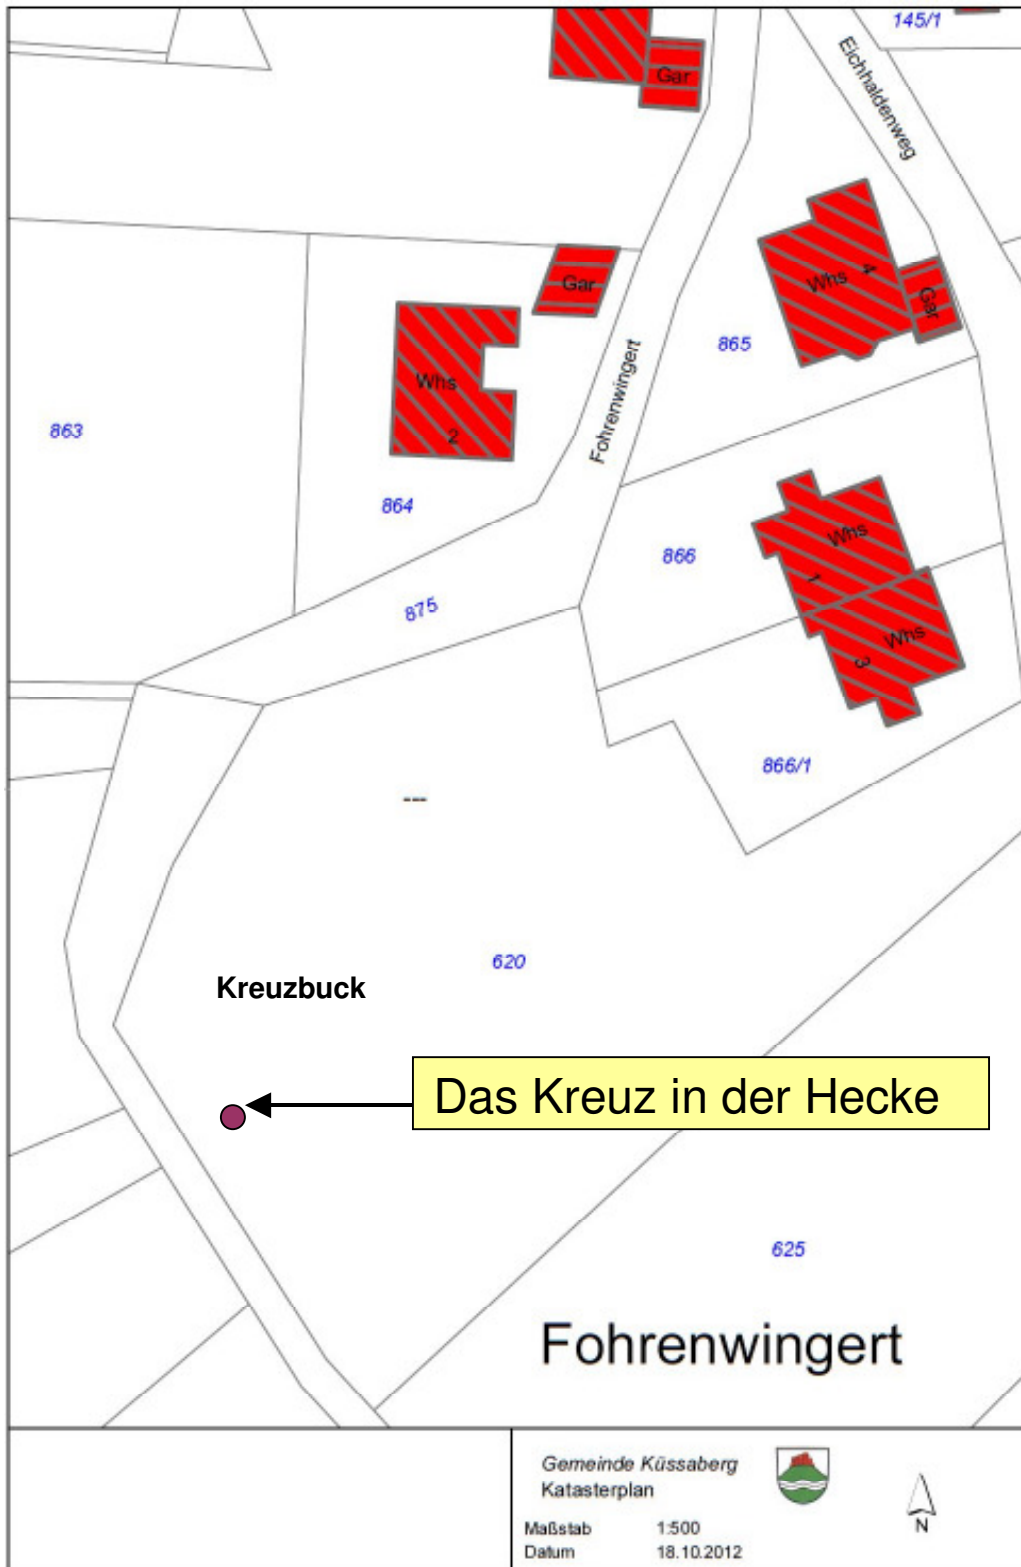 145/1
Eichhaldenweg
Gar
Whs
4
Gar
Gar
865
Whs
2
Fohrenwingert
863
864
866
Whs
1
875
Whs
3
866/1
---
620
Kreuzbuck
Das Kreuz in der Hecke
625
Fohrenwingert
Gemeinde Küssaberg
Katasterplan
N
Maßstab 1:500
Datum 18.10.2012